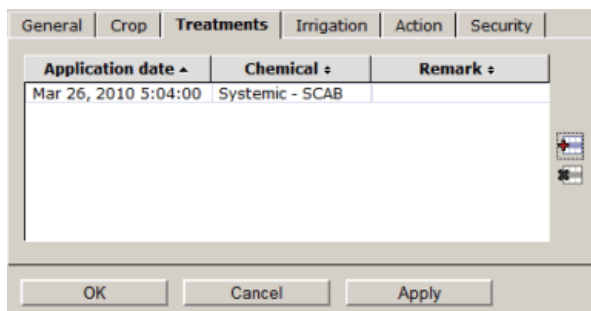 General Crop Treatments Irrigation Action Security
Application date Chemical Remark
Mar 26, 2010 5:04:00 Systemic - SCAB
OK Cancel Apply